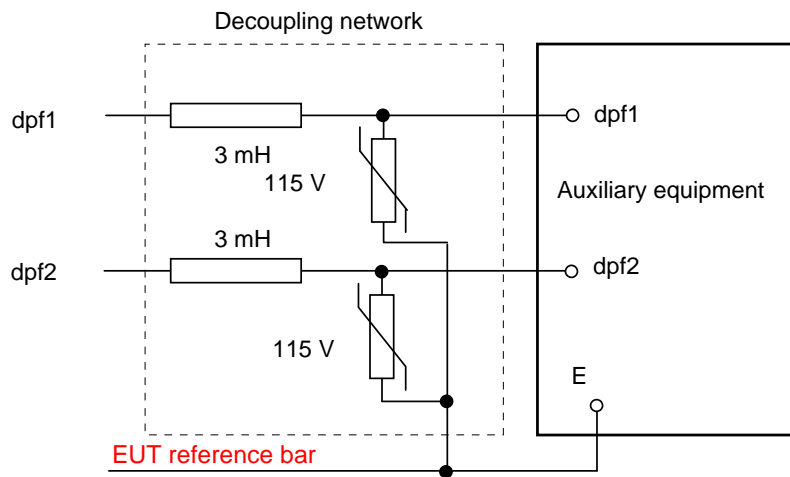 Decoupling network
dpf1
3 mH
115 V
dpf1
Auxiliary equipment
dpf2
3 mH
115 V
dpf2
E
EUT reference bar